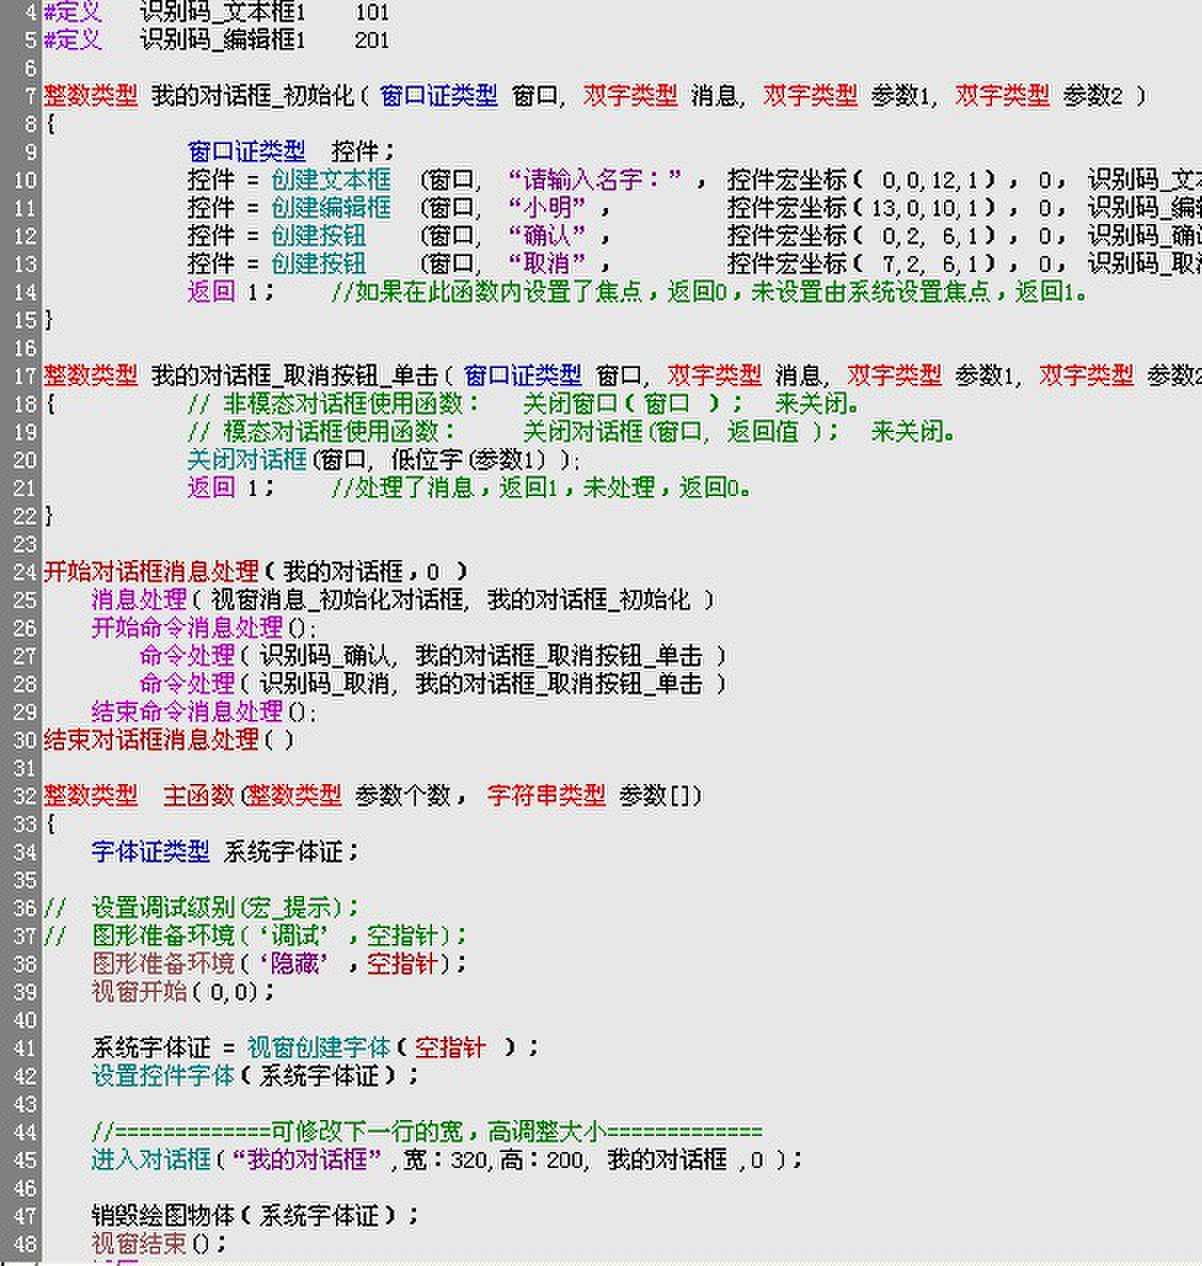 4 #定义 识别码_文本框1 101
5 #定义 识别码_编辑框1 201
6
7 整数类型 我的对话框_初始化( 窗口证类型 窗口, 双字类型 消息, 双字类型 参数1, 双字类型 参数2 )
8 {
9 窗口证类型 控件；
10 控件 = 创建文本框 (窗口, “请输入名字：”， 控件宏坐标( 0,0,12,1)， 0， 识别码_文
11 控件 = 创建编辑框 (窗口, “小明”， 控件宏坐标(13,0,10,1)， 0， 识别码_编
12 控件 = 创建按钮 (窗口, “确认”， 控件宏坐标( 0,2, 6,1)， 0， 识别码_确
13 控件 = 创建按钮 (窗口, “取消”， 控件宏坐标( 7,2, 6,1)， 0， 识别码_取
14 返回 1； //如果在此函数内设置了焦点，返回0，未设置由系统设置焦点，返回1。
15 }
16
17 整数类型 我的对话框_取消按钮_单击( 窗口证类型 窗口, 双字类型 消息, 双字类型 参数1, 双字类型 参数2
18 { // 非模态对话框使用函数： 关闭窗口(窗口 )； 来关闭。
19 // 模态对话框使用函数： 关闭对话框(窗口, 返回值 )； 来关闭。
20 关闭对话框(窗口, 低位字(参数1) );
21 返回 1； //处理了消息，返回1，未处理，返回0。
22 }
23
24 开始对话框消息处理(我的对话框，0 )
25 消息处理( 视窗消息_初始化对话框, 我的对话框_初始化 )
26 开始命令消息处理();
27 命令处理( 识别码_确认, 我的对话框_取消按钮_单击 )
28 命令处理( 识别码_取消, 我的对话框_取消按钮_单击 )
29 结束命令消息处理();
30 结束对话框消息处理( )
31
32 整数类型 主函数(整数类型 参数个数, 字符串类型 参数[])
33 {
34 字体证类型 系统字体证；
35
36 // 设置调试级别(宏_提示)；
37 // 图形准备环境(‘调试’，空指针)；
38 图形准备环境(‘隐藏’，空指针)；
39 视窗开始( 0,0)；
40
41 系统字体证 = 视窗创建字体( 空指针 )；
42 设置控件字体( 系统字体证)；
43
44 //=============可修改下一行的宽，高调整大小=============
45 进入对话框(“我的对话框”,宽：320,高：200, 我的对话框 ,0 )；
46
47 销毁绘图物体( 系统字体证)；
48 视窗结束()；